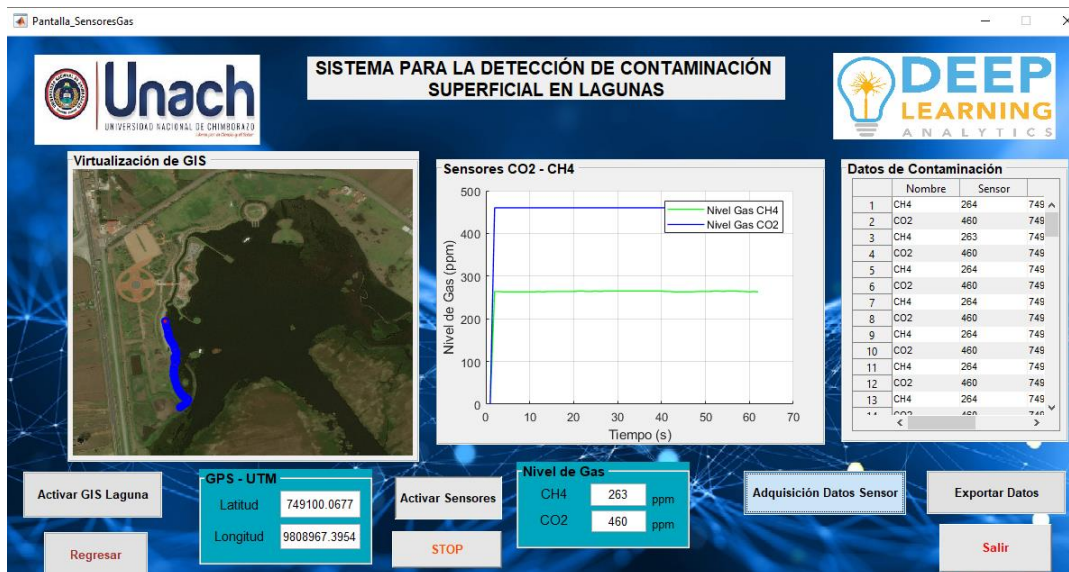 Pantalla_SensoresGas
Unach
UNIVERSIDAD NACIONAL DE CHIMBORAZO
SISTEMA PARA LA DETECCIÓN DE CONTAMINACIÓN
SUPERFICIAL EN LAGUNAS
DEEP
LEARNING
ANALYTICS
Virtualización de GIS
Sensores CO2 - CH4
Nivel de Gas (ppm)
500
400
300
200
100
0
Nivel Gas CH4
Nivel Gas CO2
0 10 20 30 40 50 60 70
Tiempo (s)
Datos de Contaminación
Nombre Sensor
1 CH4 264 749
2 CO2 460 749
3 CH4 263 749
4 CO2 460 749
5 CH4 264 749
6 CO2 460 749
7 CH4 264 749
8 CO2 460 749
9 CH4 264 749
10 CO2 460 749
11 CH4 264 749
12 CO2 460 749
13 CH4 264 749
14 CO2 460 749
Activar GIS Laguna
Regresar
GPS - UTM
Latitud 749100.0677
Longitud 9808967.3954
Activar Sensores
STOP
Nivel de Gas
CH4 263 ppm
CO2 460 ppm
Adquisición Datos Sensor
Exportar Datos
Salir